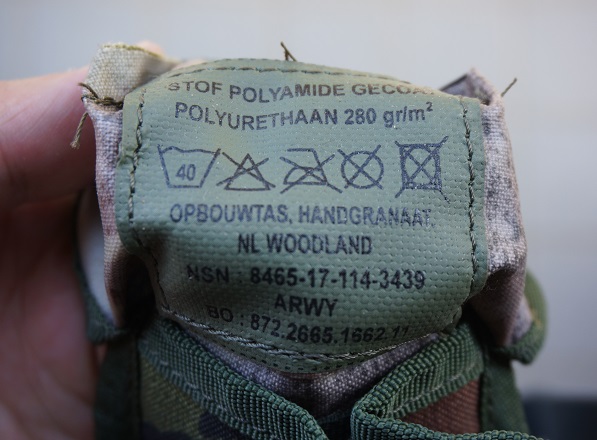 STOF POLYAMIDE
POLYURETHAAN 280 gr/m²
40
OPBOUWTAS, HANDGRANAAT,
NL WOODLAND
NSN : 8465-17-114-3439
ARWY
BO : 872.2665.1662.11